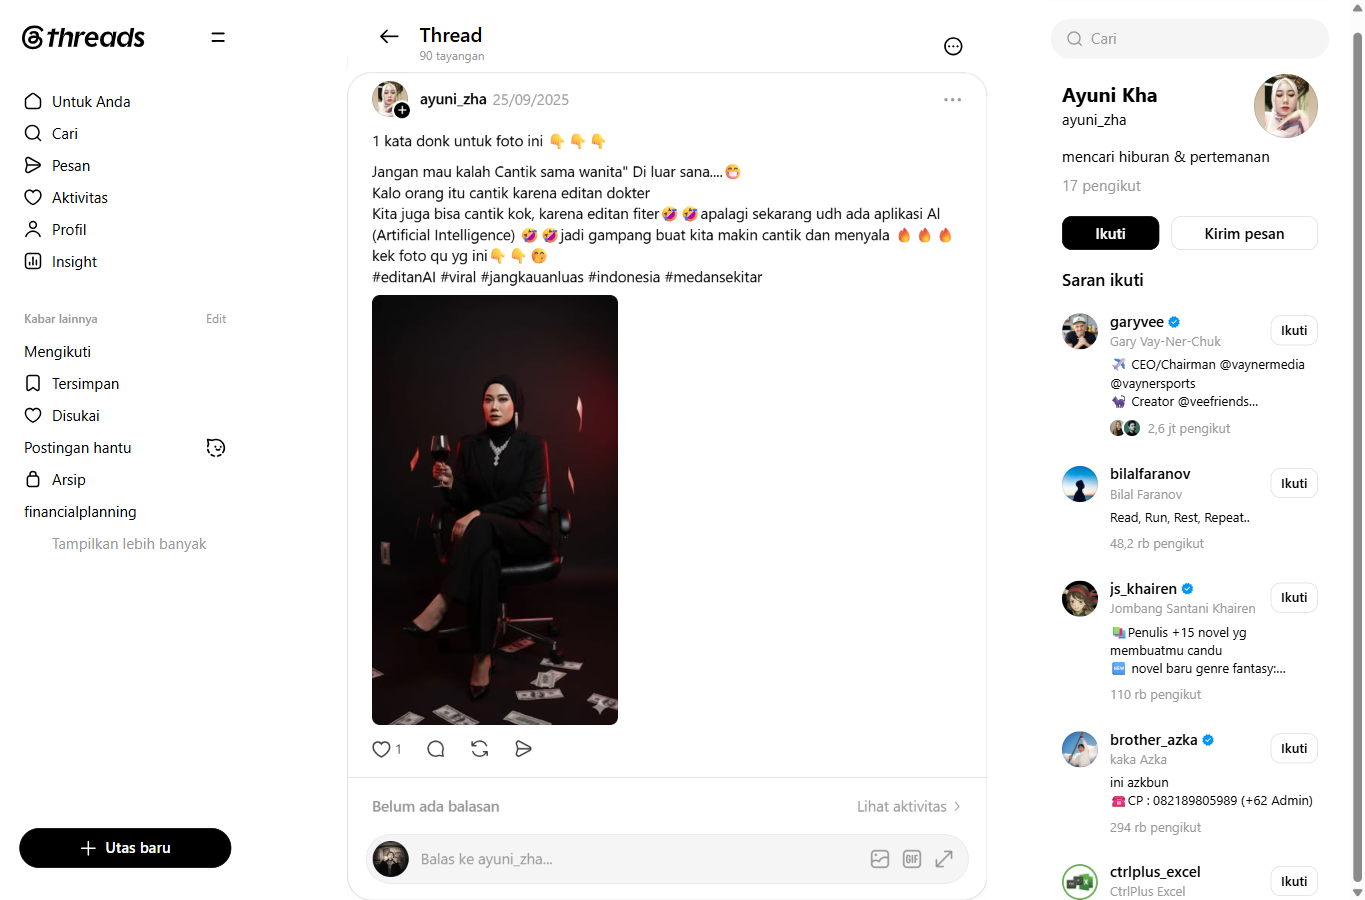 threads
Untuk Anda
Cari
Pesan
Aktivitas
Profil
Insight
Kabar lainnya
Edit
Mengikuti
Tersimpan
Disukai
Postingan hantu
Arsip
financialplanning
Tampilkan lebih banyak
Utas baru
Thread
90 tayangan
ayuni_zha 25/09/2025
1 kata donk untuk foto ini 👇👇👇
Jangan mau kalah Cantik sama wanita" Di luar sana....😷
Kalo orang itu cantik karena editan dokter
Kita juga bisa cantik kok, karena editan fiter🤣🤣apalagi sekarang udh ada aplikasi AI
(Artificial Intelligence) 🤣🤣jadi gampang buat kita makin cantik dan menyala 🔥🔥🔥
kek foto qu yg ini👇👇🤭
#editanAI #viral #jangkauanluas #indonesia #medansekitar
1
Belum ada balasan
Lihat aktivitas
Balas ke ayuni_zha...
GIF
Cari
Ayuni Kha
ayuni_zha
mencari hiburan & pertemanan
17 pengikut
Ikuti
Kirim pesan
Saran ikuti
garyvee
Gary Vay-Ner-Chuk
Ikuti
✈️ CEO/Chairman @vaynermedia
@vaynersports
🐈‍⬛ Creator @veefriends...
2,6 jt pengikut
bilalfaranov
Bilal Faranov
Ikuti
Read, Run, Rest, Repeat..
48,2 rb pengikut
js_khairen
Jombang Santani Khairen
Ikuti
📚Penulis +15 novel yg
membuatmu candu
🆕 novel baru genre fantasy:...
110 rb pengikut
brother_azka
kaka Azka
Ikuti
ini azkbun
☎️CP : 082189805989 (+62 Admin)
294 rb pengikut
ctrlplus_excel
CtrlPlus Excel
Ikuti